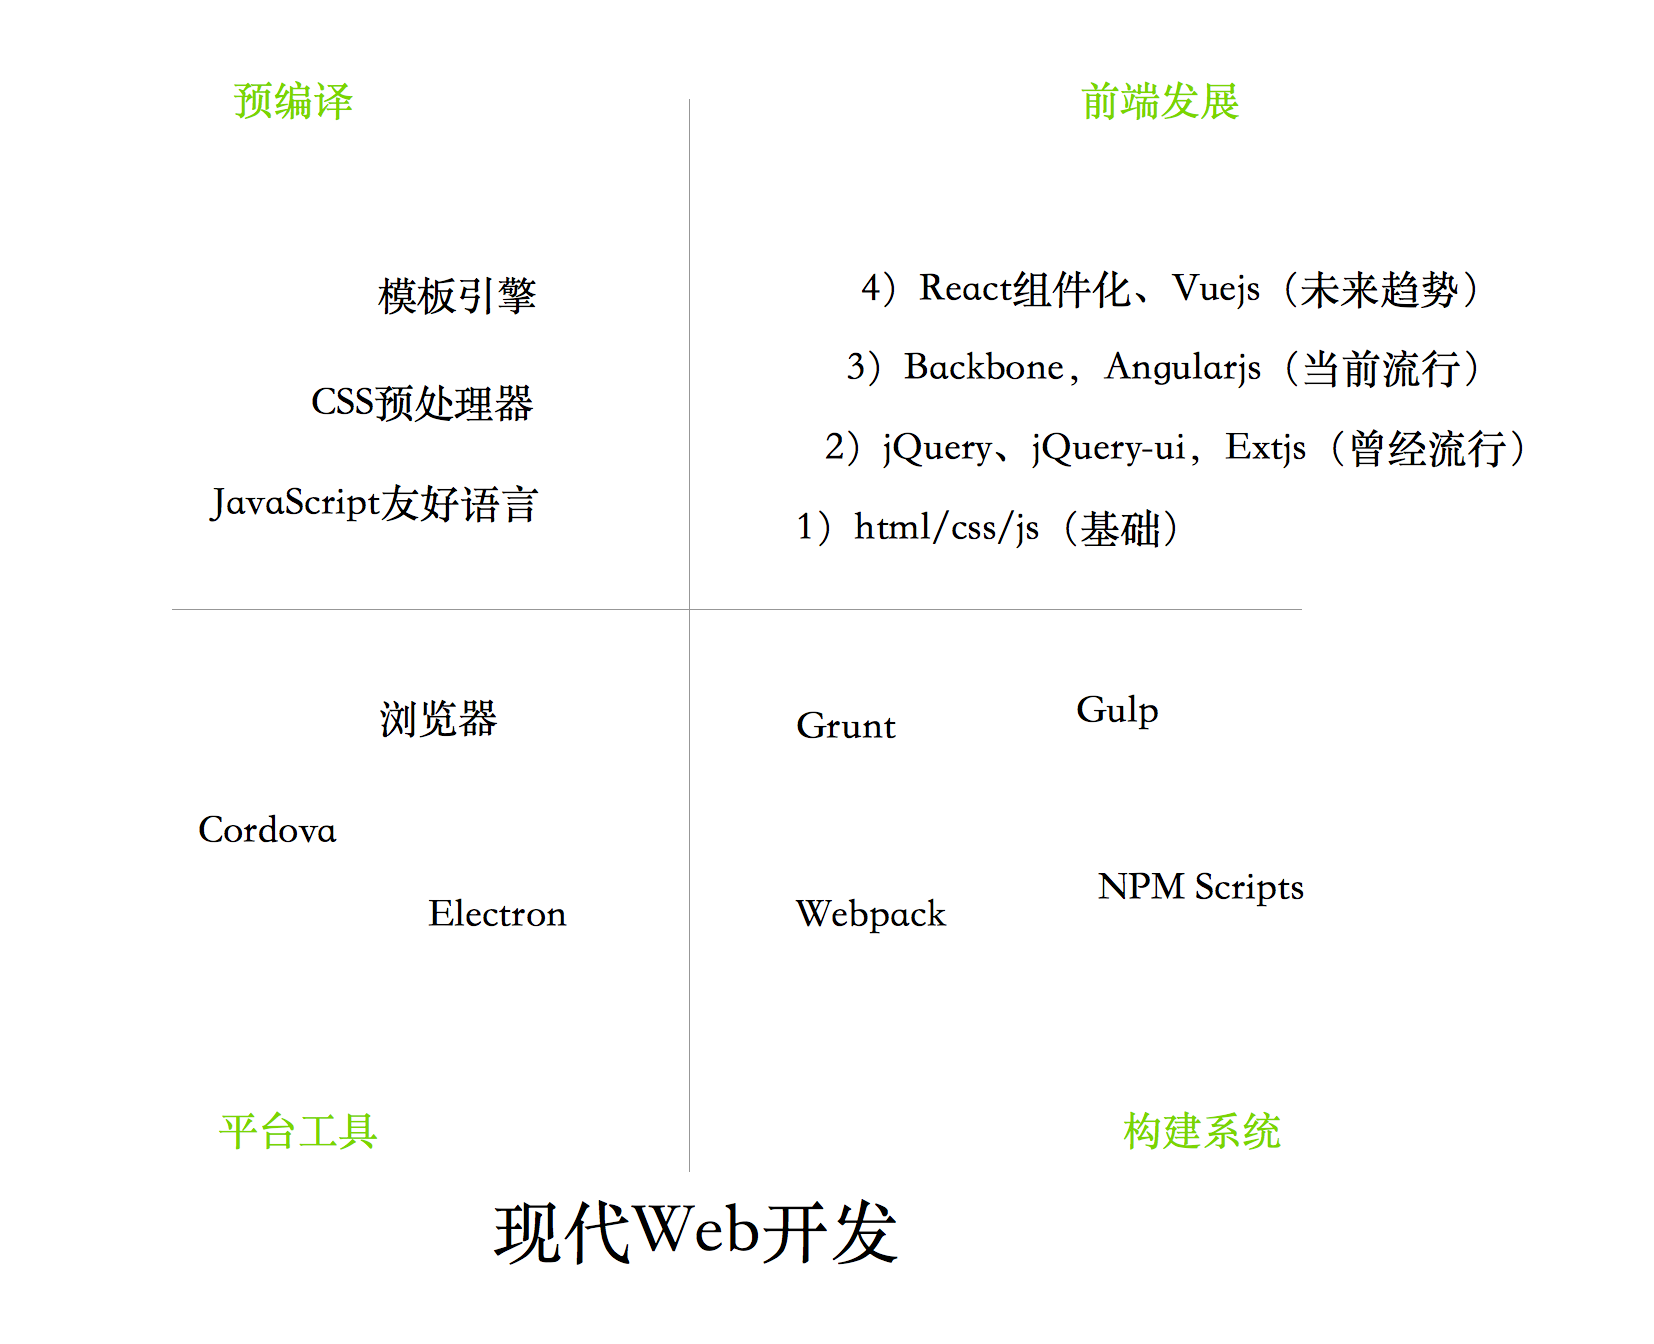 预编译
前端发展
模板引擎
CSS预处理器
JavaScript友好语言
4）React组件化、Vuejs（未来趋势）
3）Backbone，Angularjs（当前流行）
2）jQuery、jQuery-ui，Extjs（曾经流行）
1）html/css/js（基础）
浏览器
Cordova
Electron
Grunt
Gulp
Webpack
NPM Scripts
平台工具
构建系统
现代Web开发